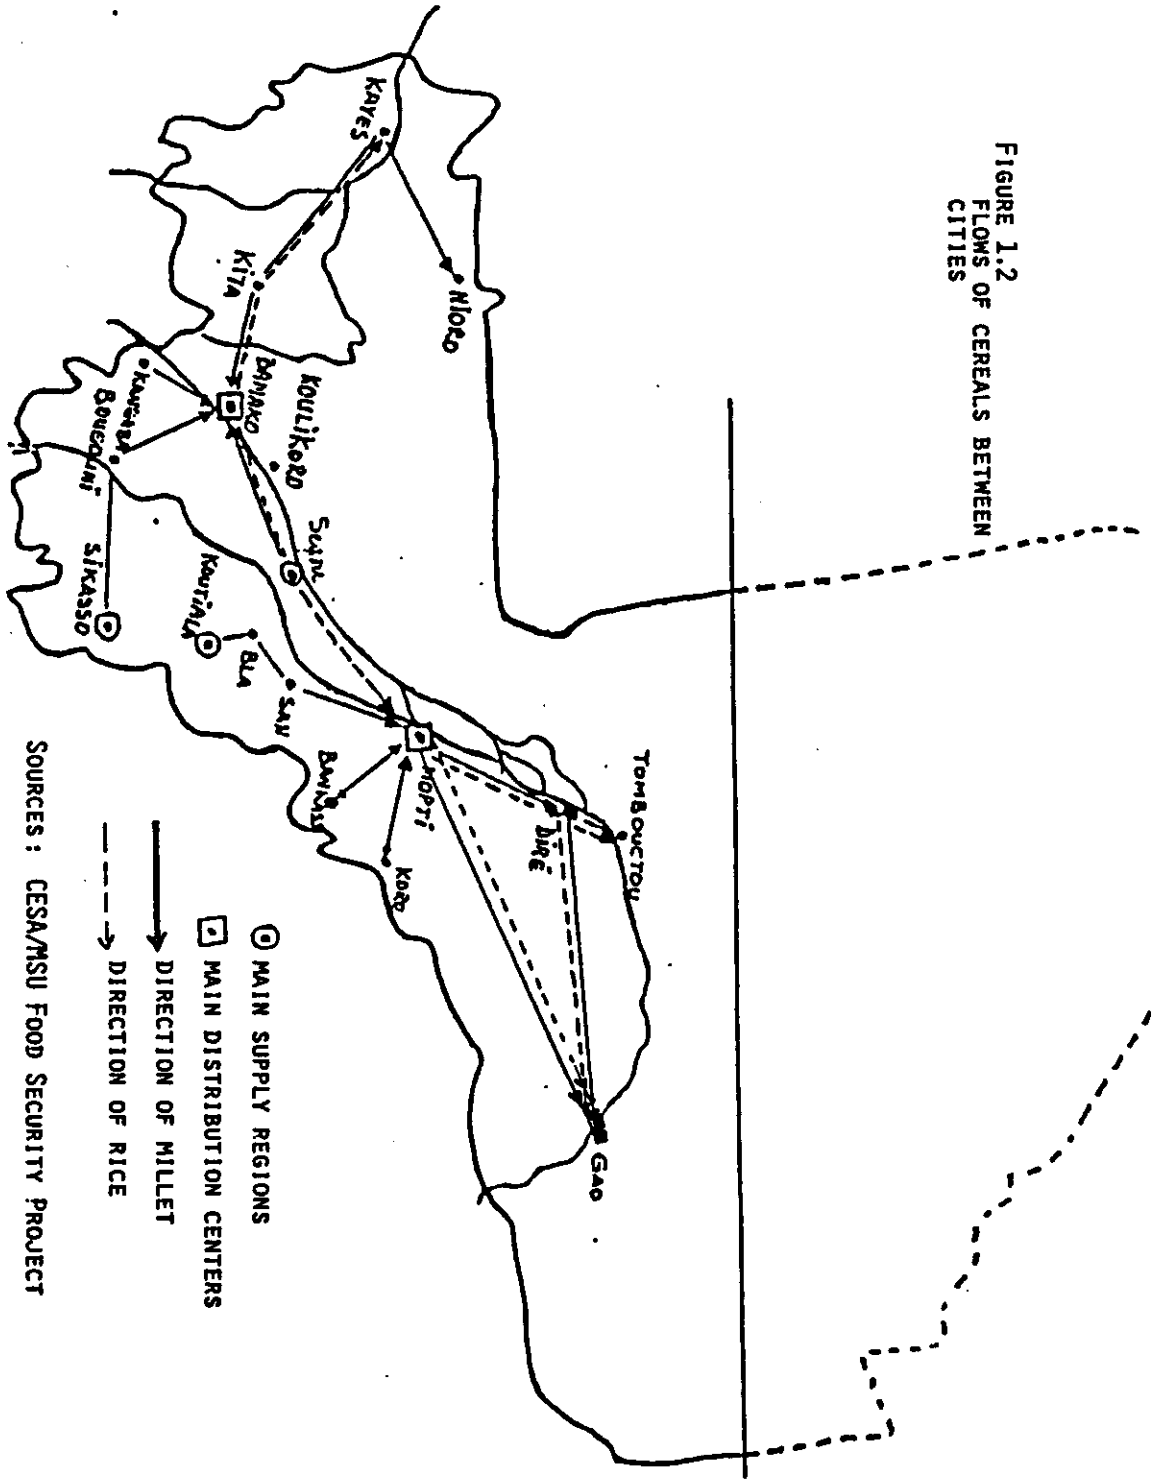 FIGURE 1.2
FLOWS OF CEREALS BETWEEN
CITIES
KAYES
NIORO
KITA
BAMAKO
KOULIKORO
KANGABA
BOUGOUNI
SIKASSO
KOUTIALA
BLA
SAN
MOPTI
BANKASS
KORO
DIRE
TOMBOUCTOU
GAO
MAIN SUPPLY REGIONS
MAIN DISTRIBUTION CENTERS
DIRECTION OF MILLET
DIRECTION OF RICE
SOURCES: CESA/MSU FOOD SECURITY PROJECT